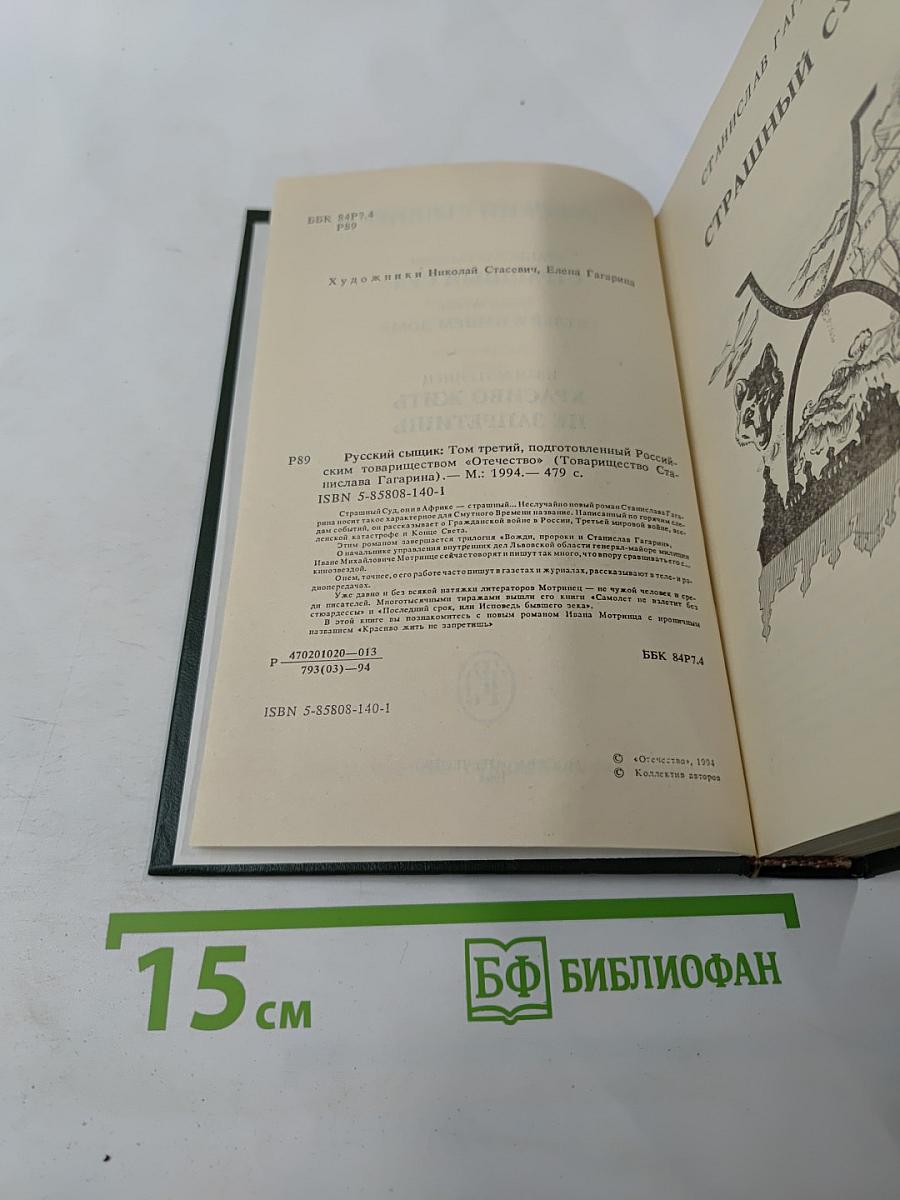 ББК 84Р7.4
Р89
Художники Николай Стасевич, Елена Гагарина
Р89 Русский сыщик: Том третий, подготовленный Россий-
ским товариществом «Отечество» (Товарищество Ста-
нислава Гагарина).— М.: 1994.— 479 с.
ISBN 5-85808-140-1
Страшный Суд, он и в Африке — страшный... Неслучайно новый роман Станислава Гага-
рина носит такое характерное для Смутного Времени название. Написанный по горячим сле-
дам событий, он рассказывает о Гражданской войне в России, Третьей мировой войне, все-
ленской катастрофе и Конце Света.
Этим романом завершается трилогия «Вожди, пророки и Станислав Гагарин».
О начальнике управления внутренних дел Львовской области генерал-майоре милиции
Иване Михайловиче Мотринце сейчас говорят и пишут так много, что впору сравнивать его с...
кинозвездой.
О нем, точнее, о его работе часто пишут в газетах и журналах, рассказывают в теле- и ра-
диопередачах.
Уже давно и без всякой натяжки литераторов Мотринец — не чужой человек и сре-
ди писателей. Многотысячными тиражами вышли его книги «Самолет не взлетит без
стюардессы» и «Последний срок, или Исповедь бывшего зека».
В этой книге вы познакомитесь с новым романом Ивана Мотринца с ироничным
названием «Красиво жить не запретишь»
Р 470201020—013
793(03)—94
ББК 84Р7.4
ISBN 5-85808-140-1
© «Отечество», 1994
© Коллектив авторов
СТАНИСЛАВ ГАГ
СТРАШНЫЙ СУ
15 см
БФ БИБЛИОФАН